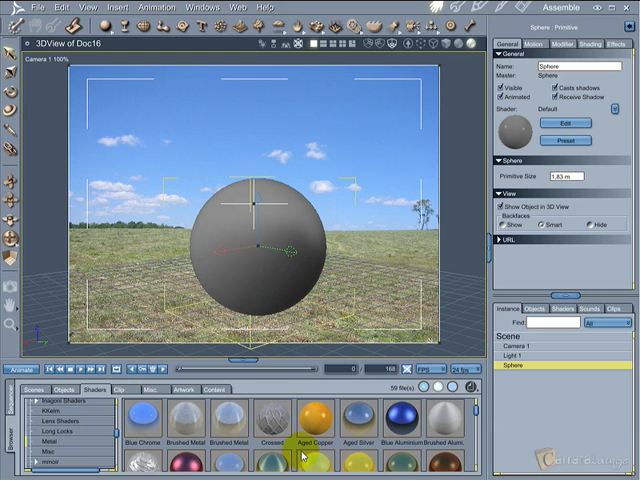 File Edit View Insert Animation Windows Web Help Assemble
3DView of Doc16
Camera 1 100%
Sphere : Primitive
General Motion Modifier Shading Effects
General
Name: Sphere
Master: Sphere
Visible Casts shadows
Animated Receive Shadow
Shader: Default
Edit
Preset
Sphere
Primitive Size 1,83 m
View
Show Object in 3D View
Backfaces
Show Smart Hide
URL
Instance Objects Shaders Sounds Clips
Find: All
Scene
Camera 1
Light 1
Sphere
Animate 0 / 168 FPS 24 fps
Sequencer
Browser
Scenes Objects Shaders Clip Misc. Artwork Content 59 file(s)
Inagoni Shaders
KKelm
Lens Shaders
Long Locks
Metal
Misc
mmoir
Blue Chrome Brushed Metal Brushed Metal Crossed Aged Copper Aged Silver Blue Aluminium Brushed Alumi.